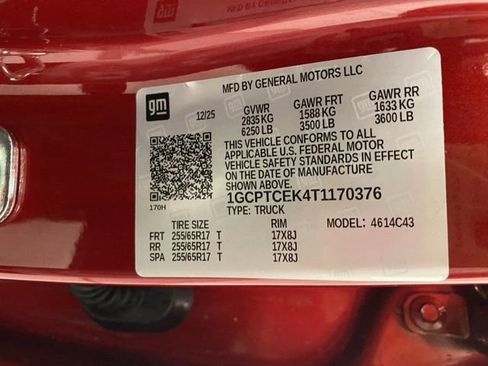 MFD BY GENERAL MOTORS LLC
gm
12/25 GVWR GAWR FRT GAWR RR
2835 KG 1588 KG 1633 KG
6250 LB 3500 LB 3600 LB
THIS VEHICLE CONFORMS TO ALL
APPLICABLE U.S. FEDERAL MOTOR
VEHICLE SAFETY STANDARDS IN EFFECT
ON THE DATE OF MANUFACTURE
SHOWN ABOVE.
170H
1GCPTCEK4T1170376
TYPE: TRUCK
TIRE SIZE RIM MODEL: 4614C43
FRT 255/65R17 T 17X8J
RR 255/65R17 T 17X8J
SPA 255/65R17 T 17X8J